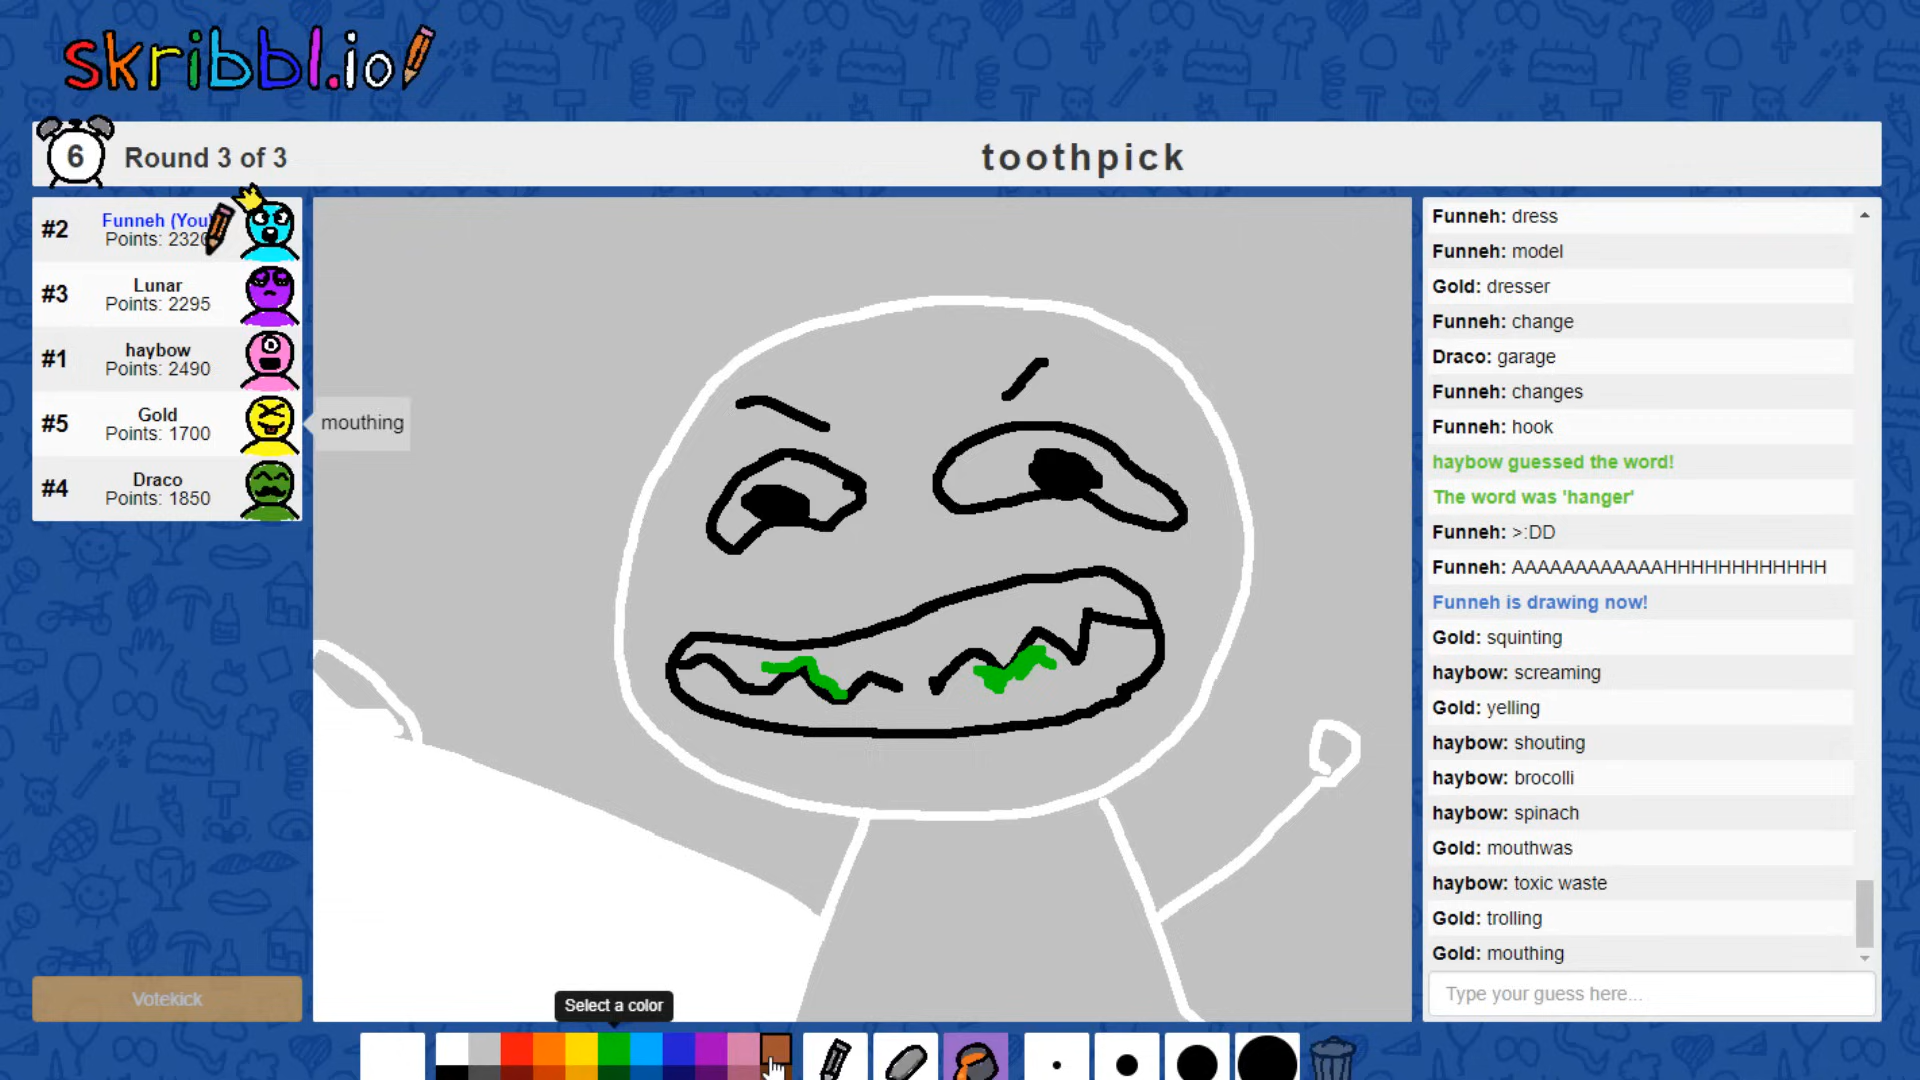 skribbl.io
6
Round 3 of 3
toothpick
#2
Funneh (You)
Points: 2320
#3
Lunar
Points: 2295
#1
haybow
Points: 2490
#5
Gold
Points: 1700
mouthing
#4
Draco
Points: 1850
Votekick
Funneh: dress
Funneh: model
Gold: dresser
Funneh: change
Draco: garage
Funneh: changes
Funneh: hook
haybow guessed the word!
The word was 'hanger'
Funneh: >:DD
Funneh: AAAAAAAAAAAAHHHHHHHHHHHHH
Funneh is drawing now!
Gold: squinting
haybow: screaming
Gold: yelling
haybow: shouting
haybow: brocolli
haybow: spinach
Gold: mouthwas
haybow: toxic waste
Gold: trolling
Gold: mouthing
Type your guess here...
Select a color